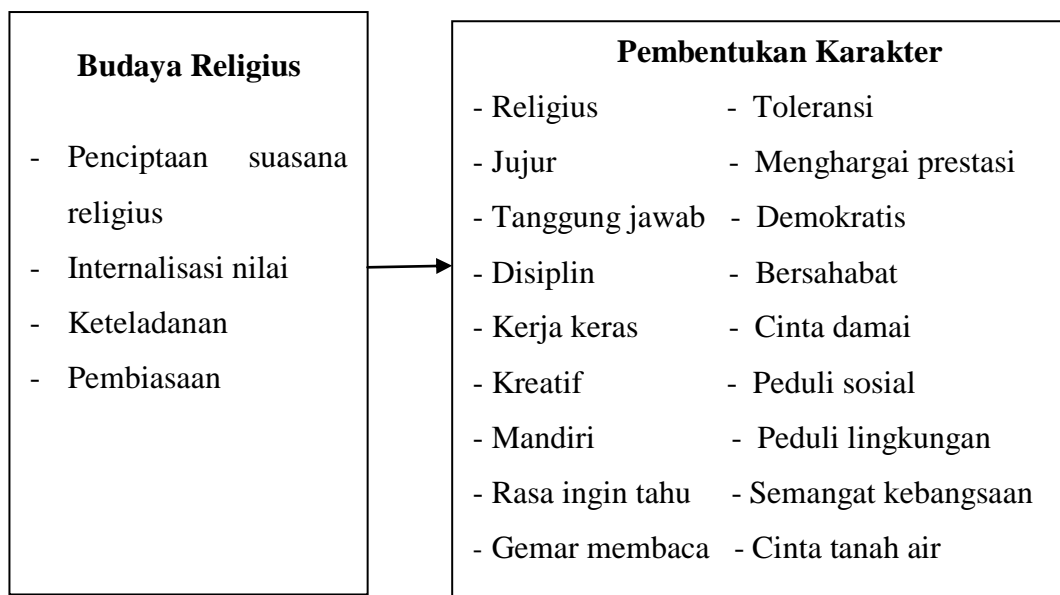 Budaya Religius
- Penciptaan suasana
religius
- Internalisasi nilai
- Keteladanan
- Pembiasaan
Pembentukan Karakter
- Religius - Toleransi
- Jujur - Menghargai prestasi
- Tanggung jawab - Demokratis
- Disiplin - Bersahabat
- Kerja keras - Cinta damai
- Kreatif - Peduli sosial
- Mandiri - Peduli lingkungan
- Rasa ingin tahu - Semangat kebangsaan
- Gemar membaca - Cinta tanah air